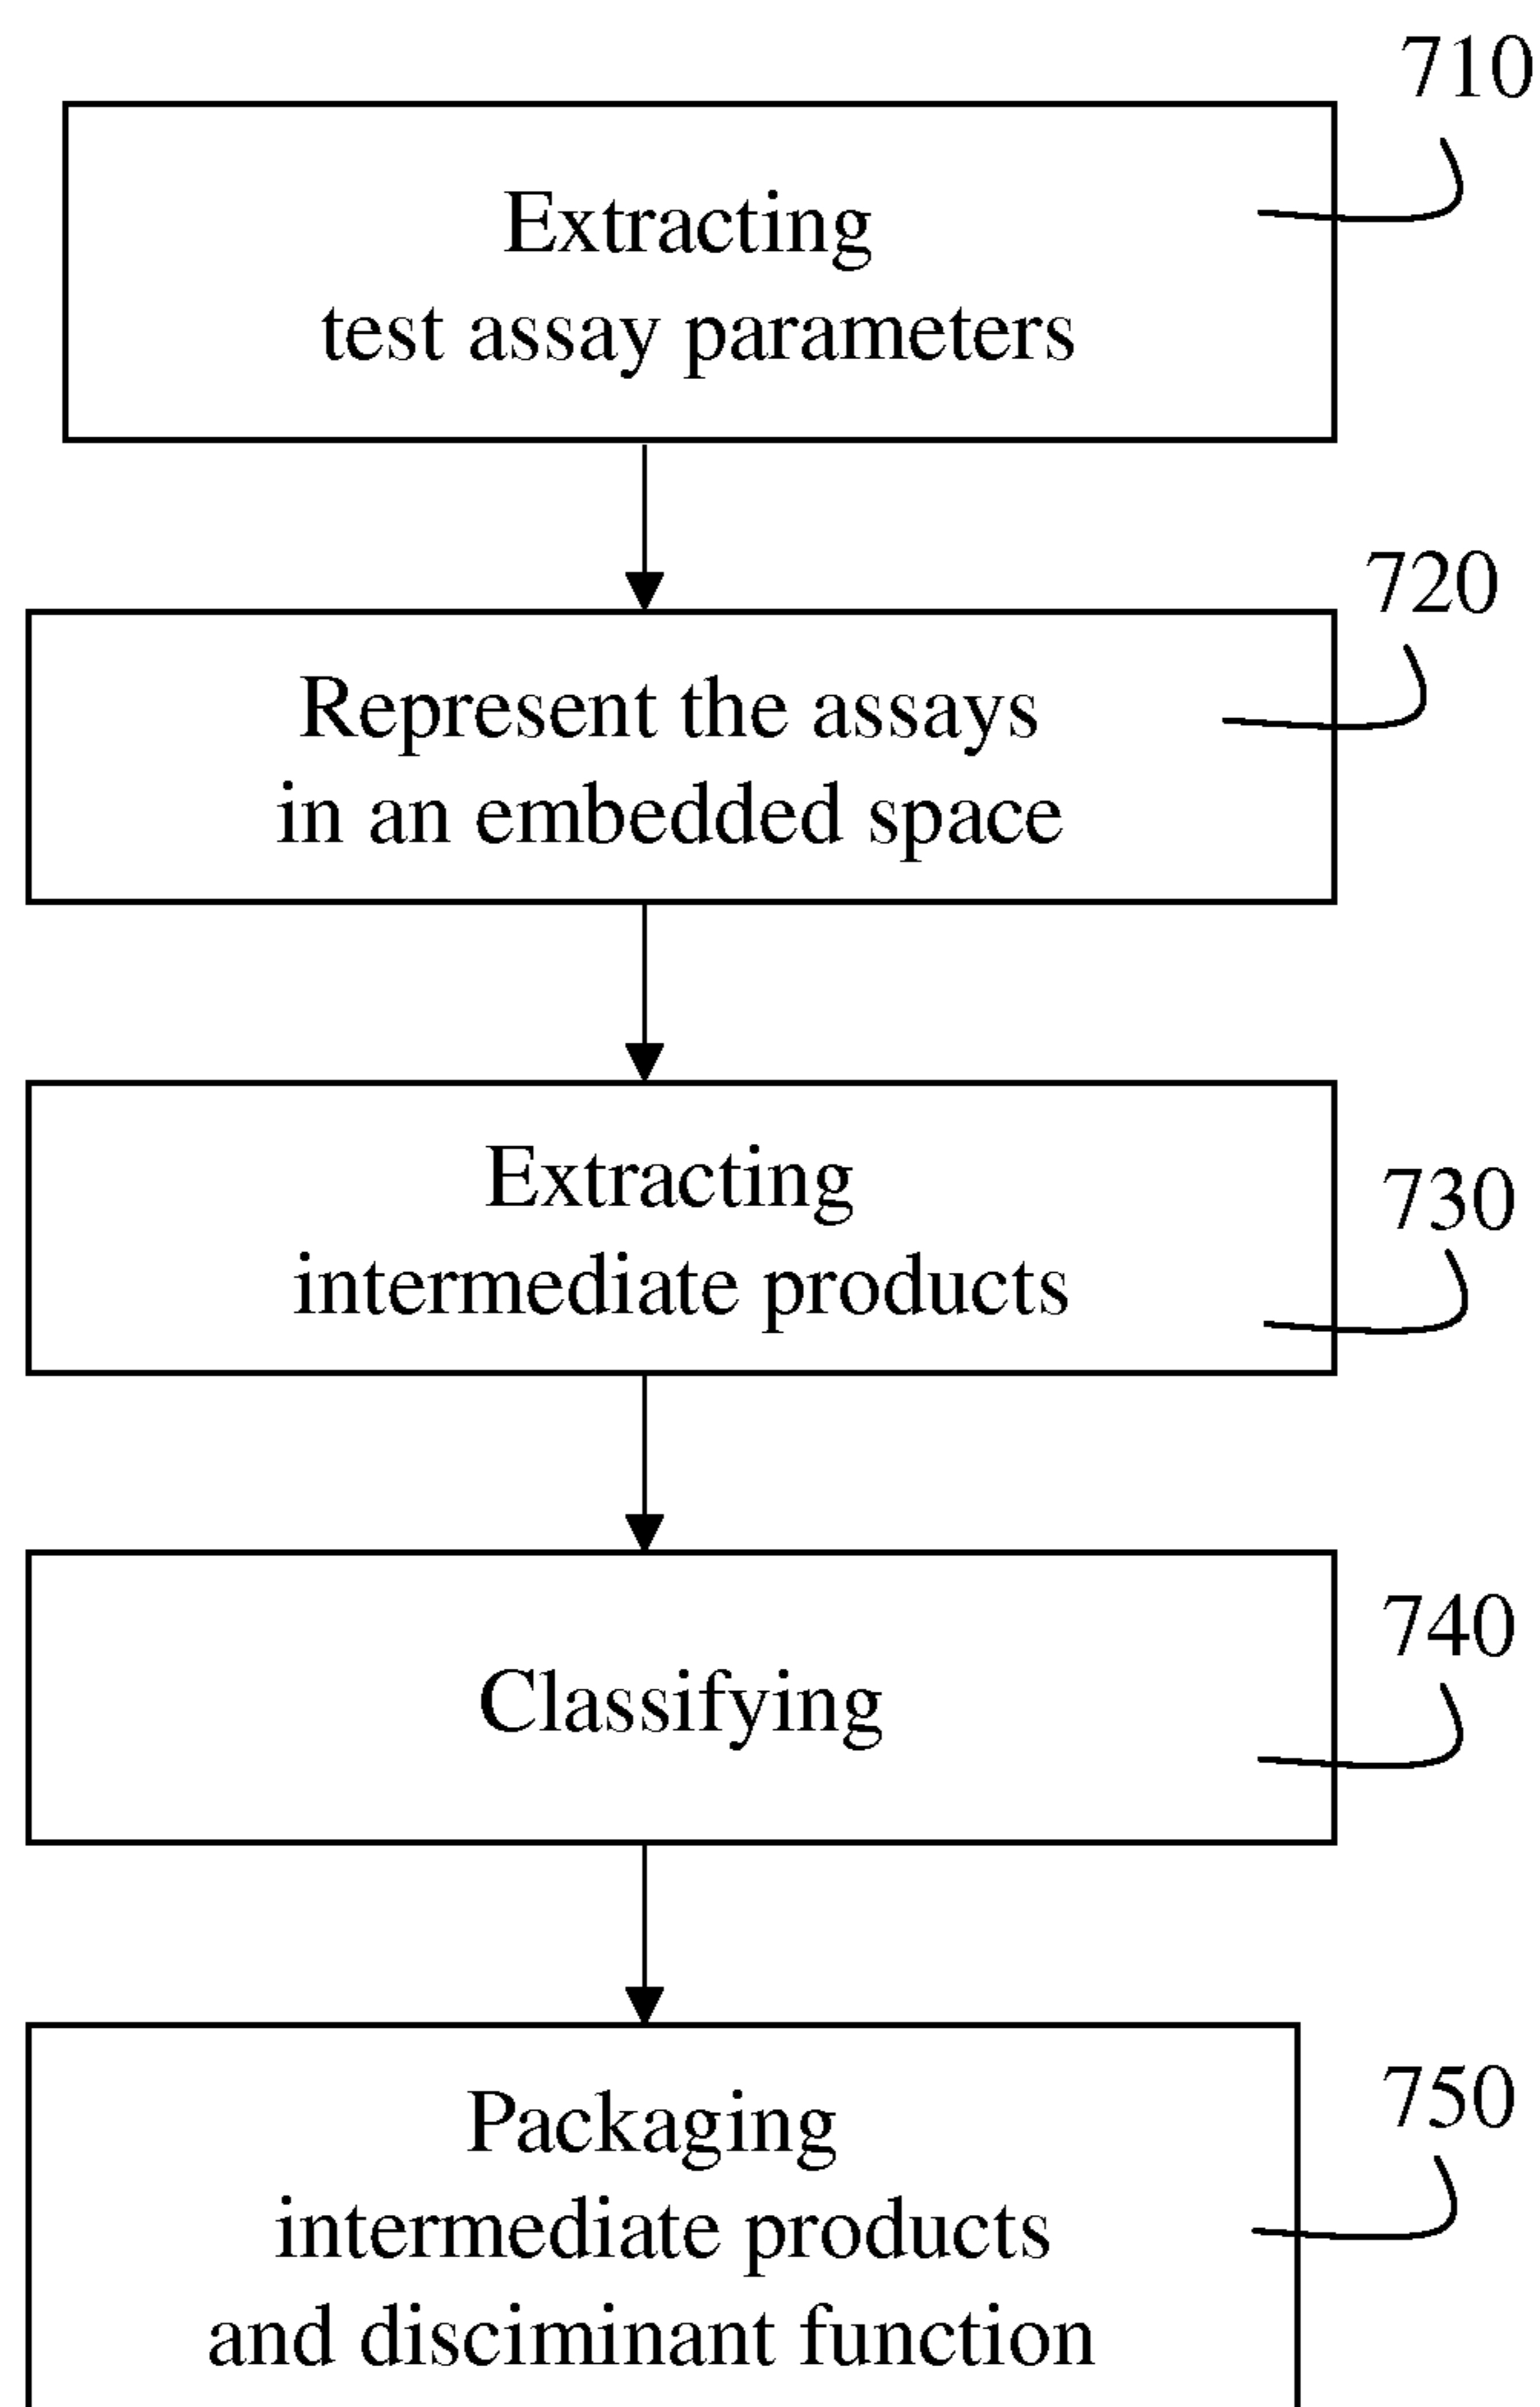 710
Extracting
test assay parameters
720
Represent the assays
in an embedded space
Extracting
730
intermediate products
740
Classifying
750
Packaging
intermediate products
and disciminant function